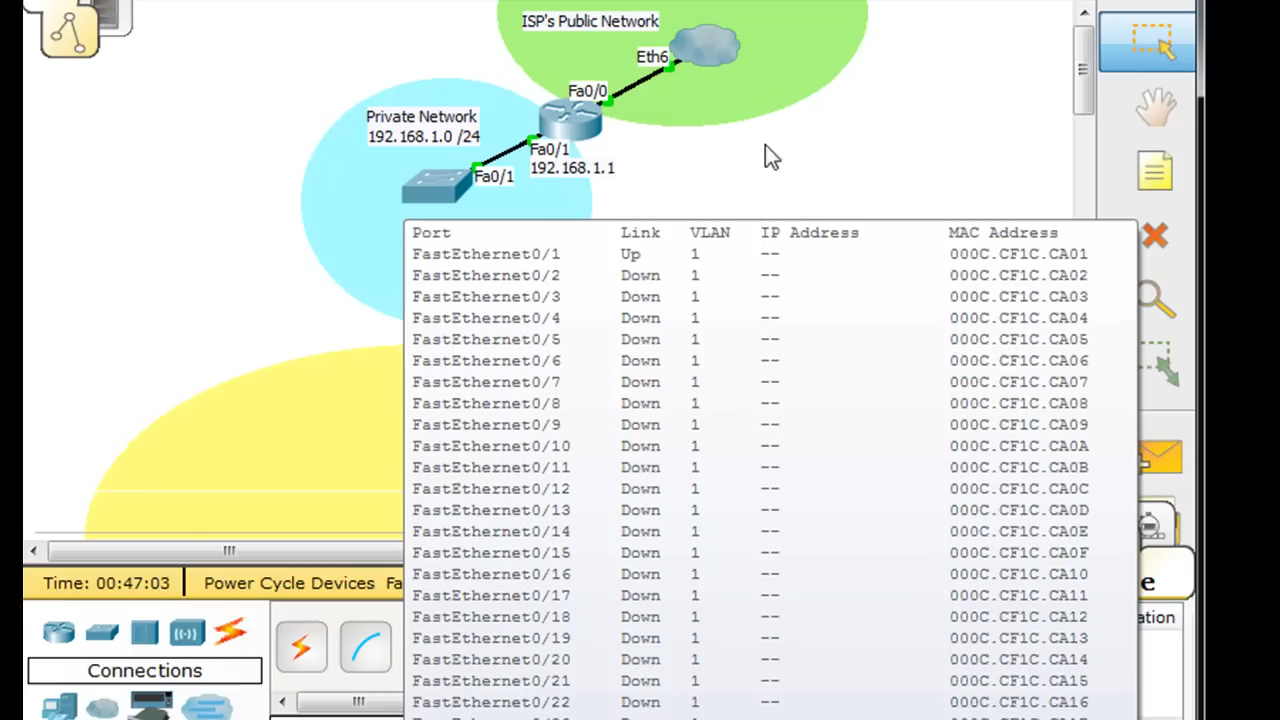 ISP's Public Network
Eth6
Fa0/0
Private Network
192.168.1.0 /24
Fa0/1
192.168.1.1
Fa0/1
Port Link VLAN IP Address MAC Address
FastEthernet0/1 Up 1 -- 000C.CF1C.CA01
FastEthernet0/2 Down 1 -- 000C.CF1C.CA02
FastEthernet0/3 Down 1 -- 000C.CF1C.CA03
FastEthernet0/4 Down 1 -- 000C.CF1C.CA04
FastEthernet0/5 Down 1 -- 000C.CF1C.CA05
FastEthernet0/6 Down 1 -- 000C.CF1C.CA06
FastEthernet0/7 Down 1 -- 000C.CF1C.CA07
FastEthernet0/8 Down 1 -- 000C.CF1C.CA08
FastEthernet0/9 Down 1 -- 000C.CF1C.CA09
FastEthernet0/10 Down 1 -- 000C.CF1C.CA0A
FastEthernet0/11 Down 1 -- 000C.CF1C.CA0B
FastEthernet0/12 Down 1 -- 000C.CF1C.CA0C
FastEthernet0/13 Down 1 -- 000C.CF1C.CA0D
FastEthernet0/14 Down 1 -- 000C.CF1C.CA0E
FastEthernet0/15 Down 1 -- 000C.CF1C.CA0F
FastEthernet0/16 Down 1 -- 000C.CF1C.CA10
FastEthernet0/17 Down 1 -- 000C.CF1C.CA11
FastEthernet0/18 Down 1 -- 000C.CF1C.CA12
FastEthernet0/19 Down 1 -- 000C.CF1C.CA13
FastEthernet0/20 Down 1 -- 000C.CF1C.CA14
FastEthernet0/21 Down 1 -- 000C.CF1C.CA15
FastEthernet0/22 Down 1 -- 000C.CF1C.CA16
Time: 00:47:03 Power Cycle Devices Fa
e
ation
Connections